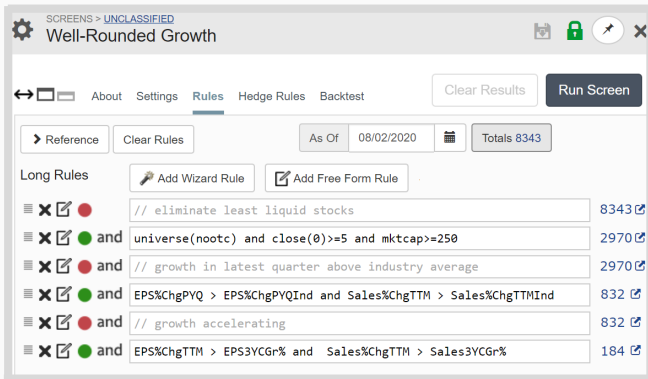 SCREENS > UNCLASSIFIED
Well-Rounded Growth
About Settings Rules Hedge Rules Backtest Clear Results Run Screen
Reference Clear Rules As Of 08/02/2020 Totals 8343
Long Rules Add Wizard Rule Add Free Form Rule
// eliminate least liquid stocks 8343
and universe(nootc) and close(0)>=5 and mktcap>=250 2970
and // growth in latest quarter above industry average 2970
and EPS%ChgPYQ > EPS%ChgPYQInd and Sales%ChgTTM > Sales%ChgTTMInd 832
and // growth accelerating 832
and EPS%ChgTTM > EPS3YCGr% and Sales%ChgTTM > Sales3YCGr% 184